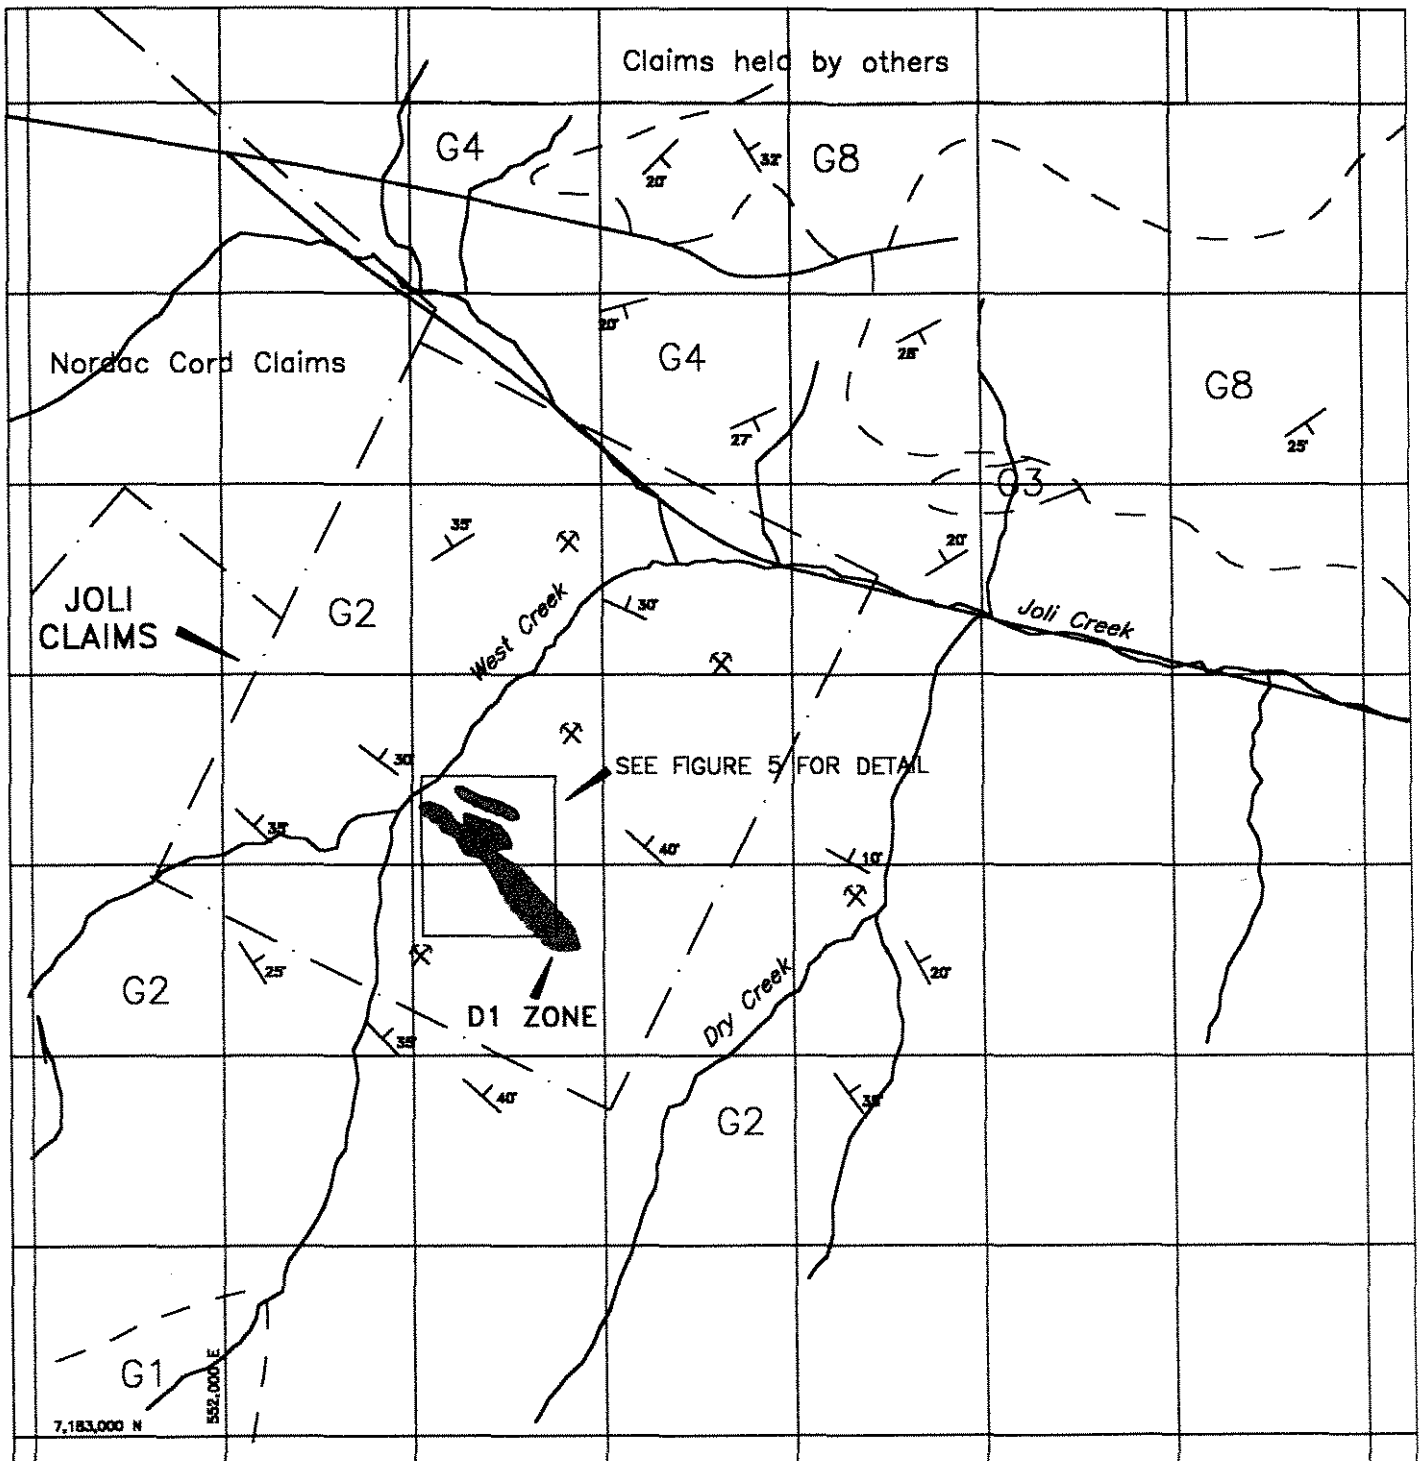 Claims held by others
G4
G8
20°
32°
20°
G4
28°
Nordac Cord Claims
G8
27°
25°
G3
35°
20°
JOLI
CLAIMS
G2
West Creek
30°
Joli Creek
30°
SEE FIGURE 5 FOR DETAIL
35°
40°
10°
25°
20°
G2
D1 ZONE
Dry Creek
35°
40°
G2
35°
G1
552,000 E
7,183,000 N